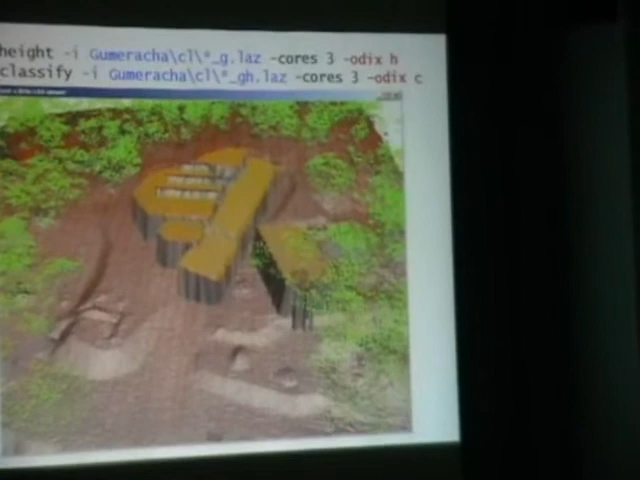 height -i Gumeracha\cl\*_g.laz -cores 3 -odix h
classify -i Gumeracha\cl\*_gh.laz -cores 3 -odix c